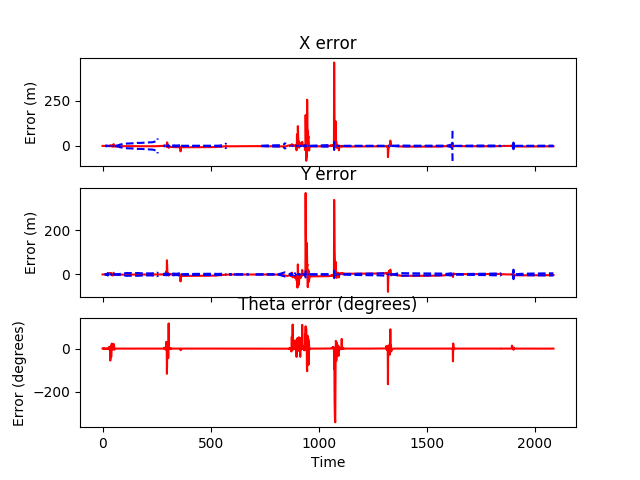 X error
Error (m)
250
0
Y error
Error (m)
200
0
Theta error (degrees)
Error (degrees)
0
−200
0
500
1000
1500
2000
Time